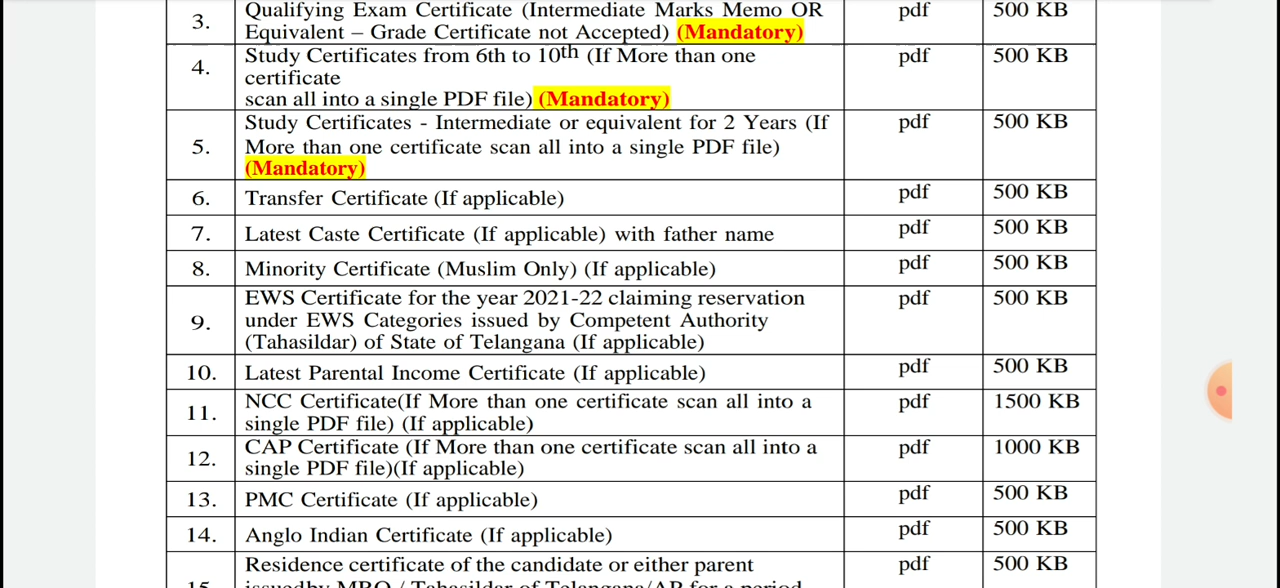 3. Qualifying Exam Certificate (Intermediate Marks Memo OR pdf 500 KB
Equivalent – Grade Certificate not Accepted) (Mandatory)
4. Study Certificates from 6th to 10th (If More than one pdf 500 KB
certificate
scan all into a single PDF file) (Mandatory)
5. Study Certificates - Intermediate or equivalent for 2 Years (If pdf 500 KB
More than one certificate scan all into a single PDF file)
(Mandatory)
6. Transfer Certificate (If applicable) pdf 500 KB
7. Latest Caste Certificate (If applicable) with father name pdf 500 KB
8. Minority Certificate (Muslim Only) (If applicable) pdf 500 KB
9. EWS Certificate for the year 2021-22 claiming reservation pdf 500 KB
under EWS Categories issued by Competent Authority
(Tahasildar) of State of Telangana (If applicable)
10. Latest Parental Income Certificate (If applicable) pdf 500 KB
11. NCC Certificate(If More than one certificate scan all into a pdf 1500 KB
single PDF file) (If applicable)
12. CAP Certificate (If More than one certificate scan all into a pdf 1000 KB
single PDF file)(If applicable)
13. PMC Certificate (If applicable) pdf 500 KB
14. Anglo Indian Certificate (If applicable) pdf 500 KB
Residence certificate of the candidate or either parent pdf 500 KB
15. issuedby MRO / Tahasildar of Telangana/AP for a period